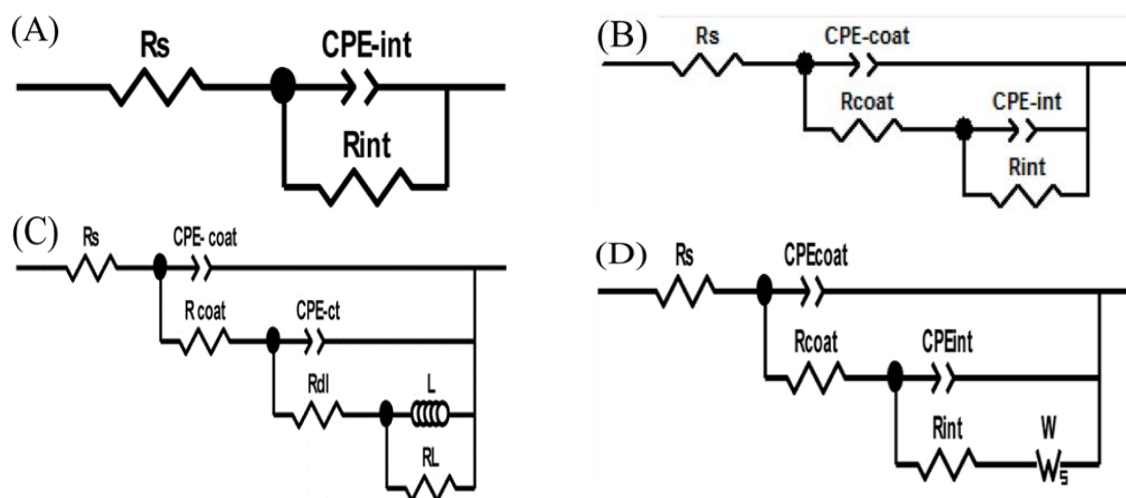 (A)
Rs
CPE-int
Rint
(B)
Rs
CPE-coat
Rcoat
CPE-int
Rint
(C)
Rs
CPE- coat
R coat
CPE-ct
Rdl
L
RL
(D)
Rs
CPEcoat
Rcoat
CPEint
Rint
W
s